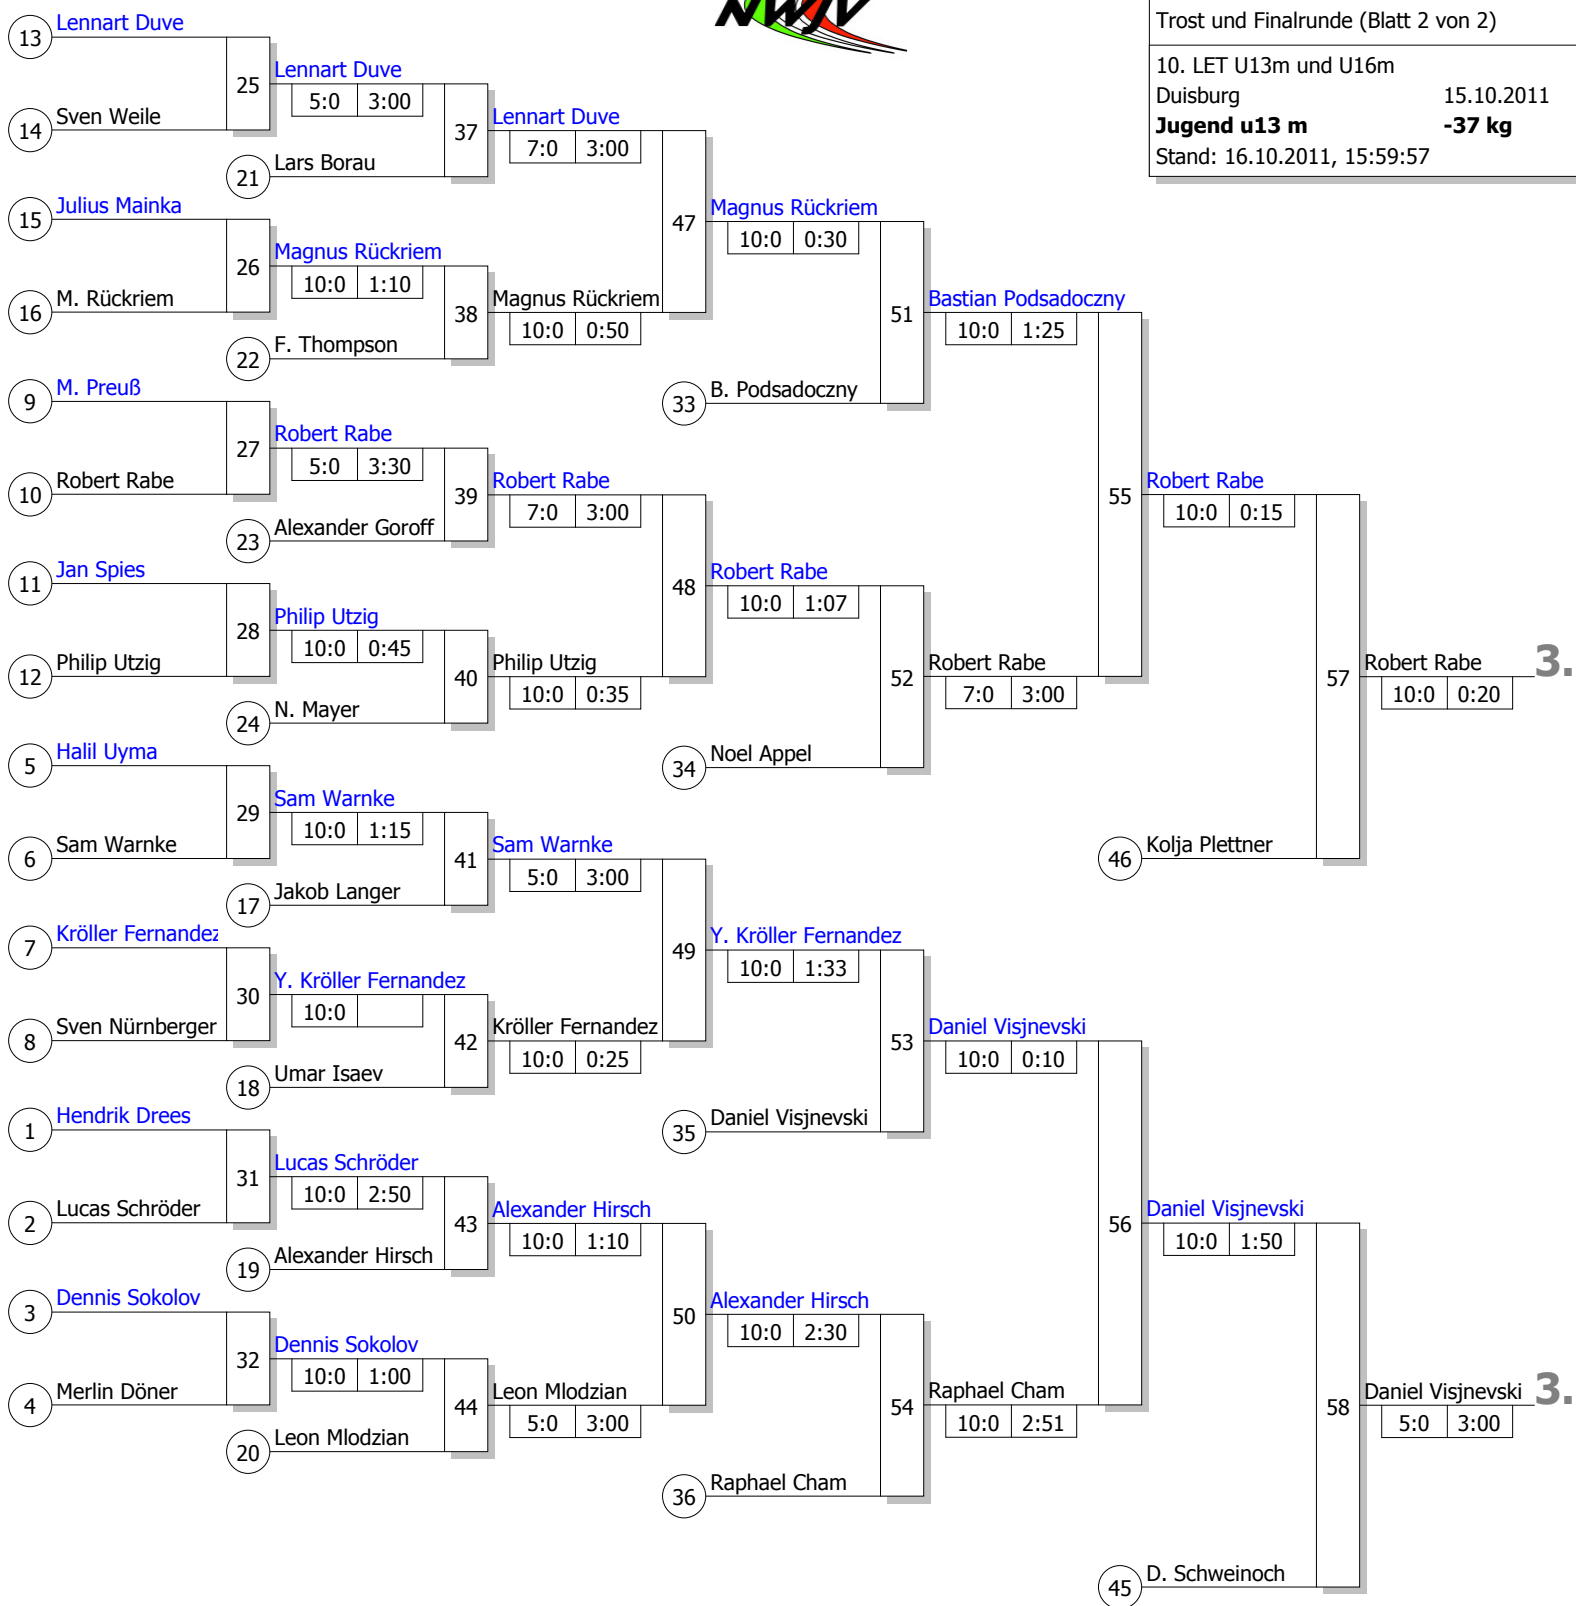 NWJV
Trost und Finalrunde (Blatt 2 von 2)
10. LET U13m und U16m
Duisburg 15.10.2011
Jugend u13 m -37 kg
Stand: 16.10.2011, 15:59:57
13 Lennart Duve
25 Lennart Duve
5:0 3:00
14 Sven Weile
37 Lennart Duve
7:0 3:00
21 Lars Borau
15 Julius Mainka
47 Magnus Rückriem
10:0 0:30
26 Magnus Rückriem
10:0 1:10
16 M. Rückriem
38 Magnus Rückriem
10:0 0:50
22 F. Thompson
51 Bastian Podsadoczny
10:0 1:25
9 M. Preuß
33 B. Podsadoczny
27 Robert Rabe
5:0 3:30
10 Robert Rabe
39 Robert Rabe
7:0 3:00
23 Alexander Goroff
55 Robert Rabe
10:0 0:15
11 Jan Spies
48 Robert Rabe
10:0 1:07
28 Philip Utzig
10:0 0:45
12 Philip Utzig
40 Philip Utzig
10:0 0:35
24 N. Mayer
52 Robert Rabe
7:0 3:00
57 Robert Rabe 3.
10:0 0:20
5 Halil Uyma
34 Noel Appel
29 Sam Warnke
10:0 1:15
6 Sam Warnke
41 Sam Warnke
5:0 3:00
46 Kolja Plettner
17 Jakob Langer
7 Kröller Fernandez
49 Y. Kröller Fernandez
10:0 1:33
30 Y. Kröller Fernandez
10:0
8 Sven Nürnberger
42 Kröller Fernandez
10:0 0:25
18 Umar Isaev
53 Daniel Visjnevski
10:0 0:10
1 Hendrik Drees
35 Daniel Visjnevski
31 Lucas Schröder
10:0 2:50
2 Lucas Schröder
43 Alexander Hirsch
10:0 1:10
19 Alexander Hirsch
56 Daniel Visjnevski
10:0 1:50
3 Dennis Sokolov
50 Alexander Hirsch
10:0 2:30
32 Dennis Sokolov
10:0 1:00
4 Merlin Döner
44 Leon Mlodzian
5:0 3:00
20 Leon Mlodzian
54 Raphael Cham
10:0 2:51
58 Daniel Visjnevski 3.
5:0 3:00
36 Raphael Cham
45 D. Schweinoch